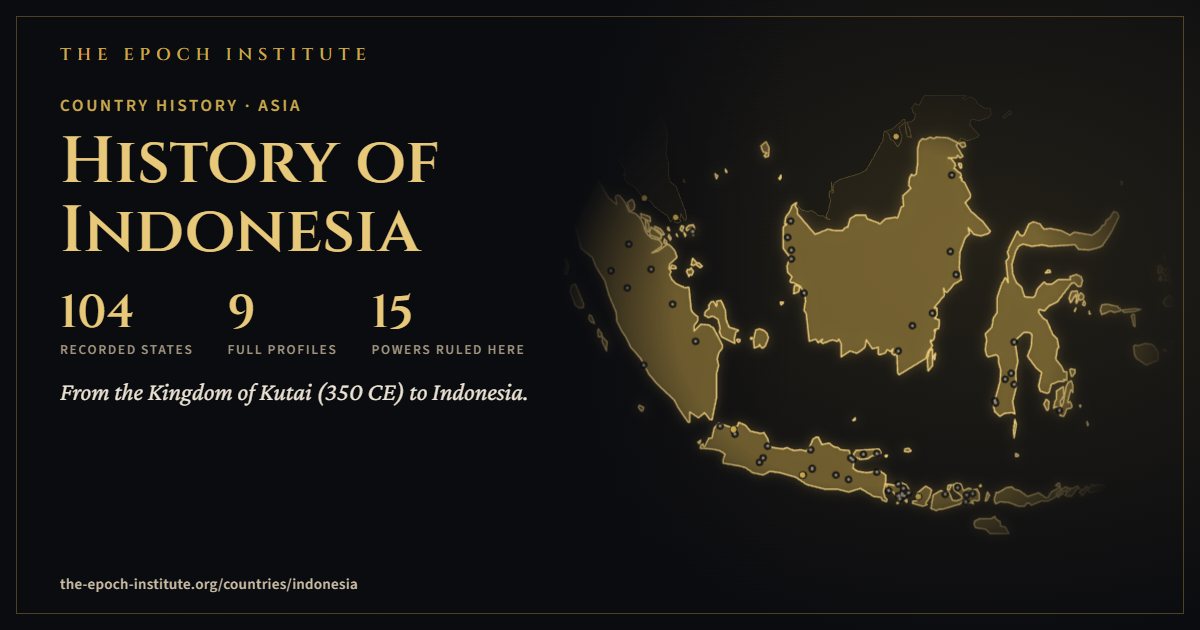 THE EPOCH INSTITUTE
COUNTRY HISTORY · ASIA
HISTORY OF
INDONESIA
104 9 15
RECORDED STATES FULL PROFILES POWERS RULED HERE
From the Kingdom of Kutai (350 CE) to Indonesia.
the-epoch-institute.org/countries/indonesia